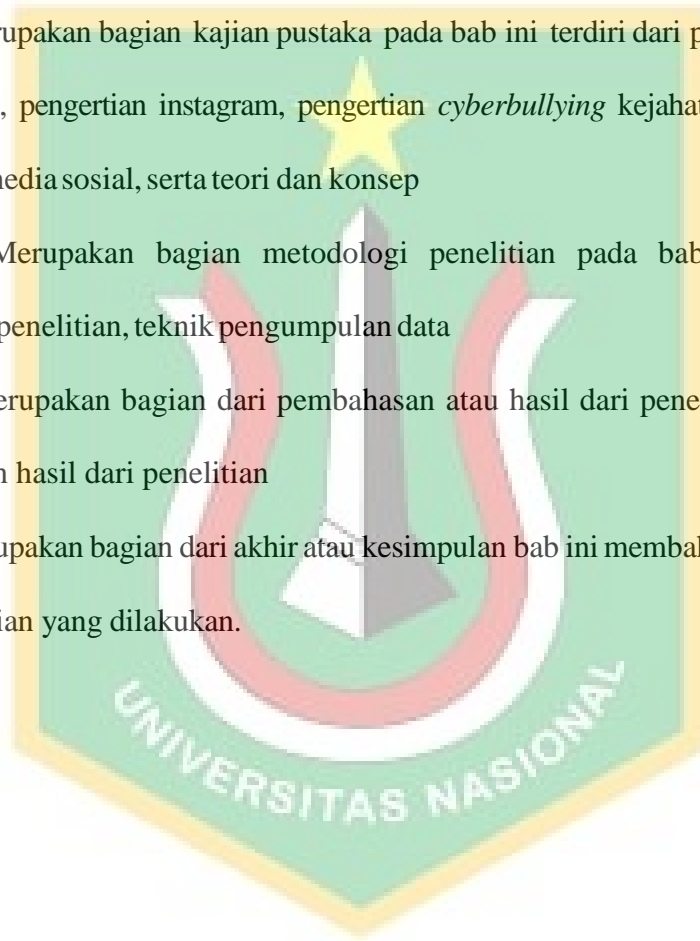 rupakan bagian kajian pustaka pada bab ini terdiri dari p
, pengertian instagram, pengertian cyberbullying kejahat
nedia sosial, serta teori dan konsep
Merupakan bagian metodologi penelitian pada bab
penelitian, teknik pengumpulan data
erupakan bagian dari pembahasan atau hasil dari pene
n hasil dari penelitian
upakan bagian dari akhir atau kesimpulan bab ini membah
ian yang dilakukan.
UNIVERSITAS NASIONAL